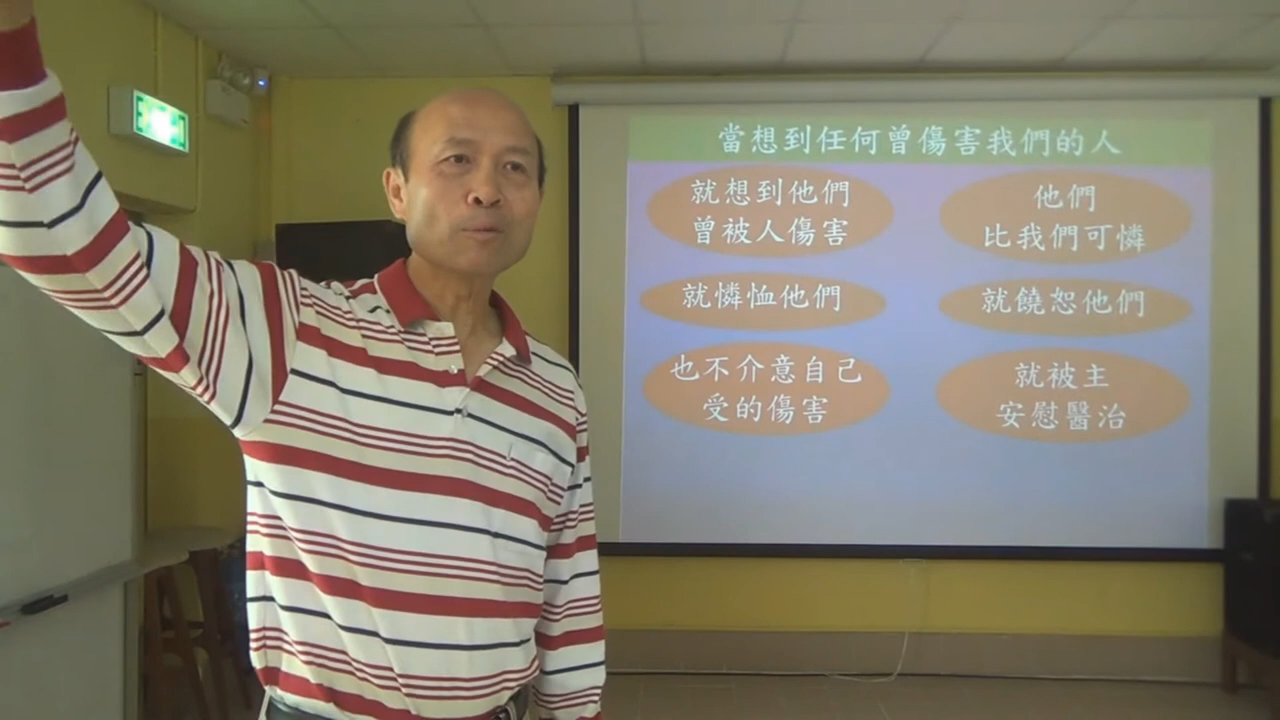 當想到任何曾傷害我們的人
就想到他們
曾被人傷害
他們
比我們可憐
就憐恤他們
就饒恕他們
也不介意自己
受的傷害
就被主
安慰醫治